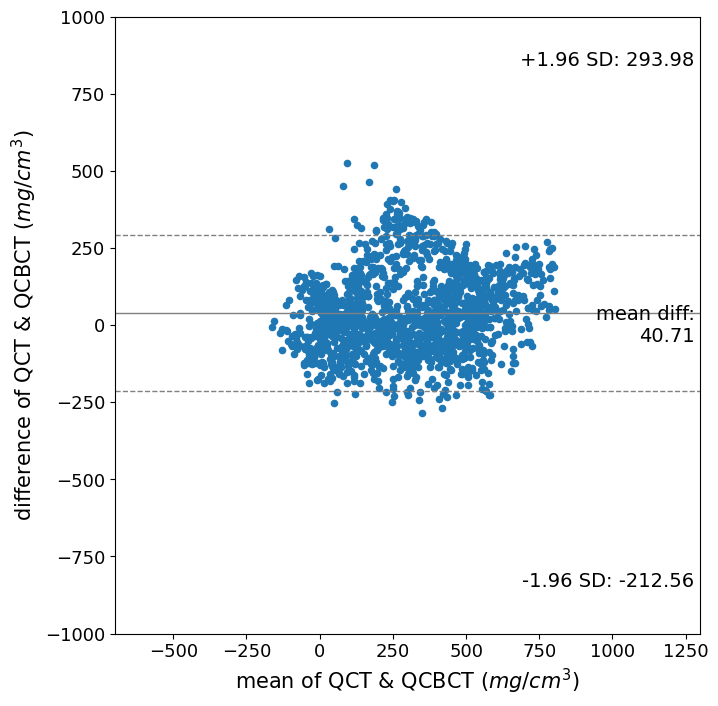 1000
+1.96 SD: 293.98
750
500
250
mean diff:
0
40.71
−250
−500
−750
-1.96 SD: -212.56
−1000
−500 −250 0 250 500 750 1000 1250
mean of QCT & QCBCT (mg/cm³)
difference of QCT & QCBCT (mg/cm³)